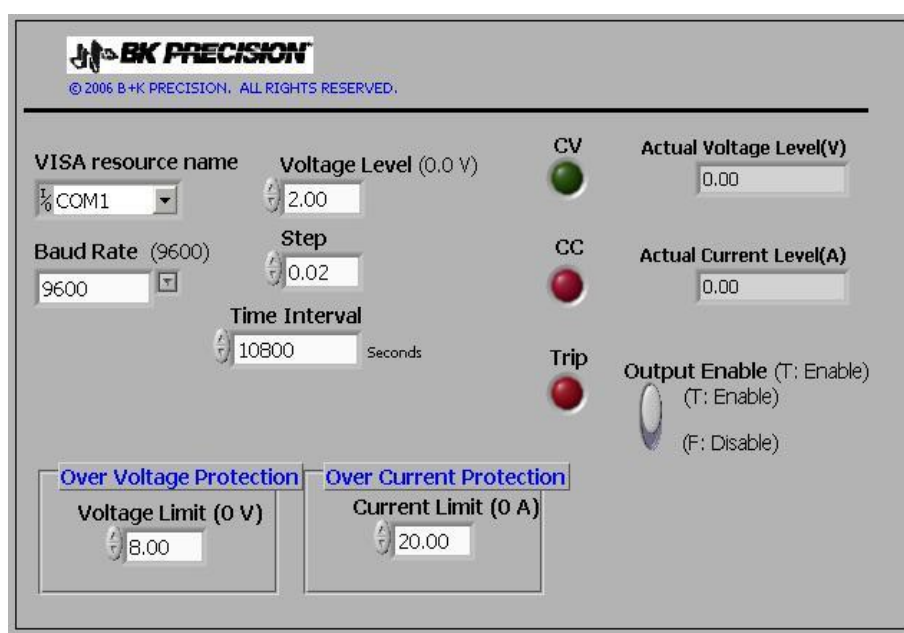 BK PRECISION
© 2006 B+K PRECISION. ALL RIGHTS RESERVED.
VISA resource name
I/O COM1
Baud Rate (9600)
9600
Voltage Level (0.0 V)
2.00
Step
0.02
Time Interval
10800 Seconds
CV
CC
Trip
Actual Voltage Level(V)
0.00
Actual Current Level(A)
0.00
Output Enable (T: Enable)
(T: Enable)
(F: Disable)
Over Voltage Protection
Voltage Limit (0 V)
8.00
Over Current Protection
Current Limit (0 A)
20.00